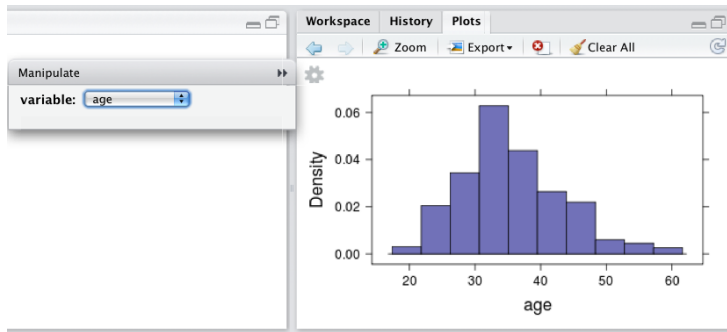 Manipulate
variable: age
Workspace History Plots
Zoom Export Clear All
0.06
0.04
0.02
0.00
Density
20 30 40 50 60
age